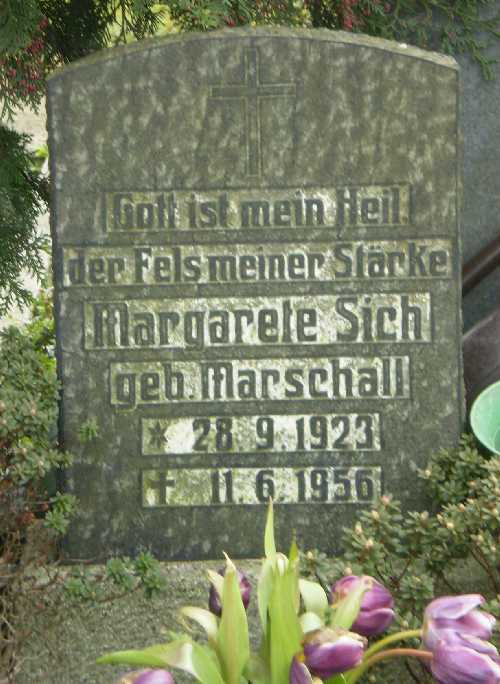 Gott ist mein Heil
der Fels meiner Stärke
Margarete Sich
geb. Marschall
* 28.9.1923
† 11.6.1956